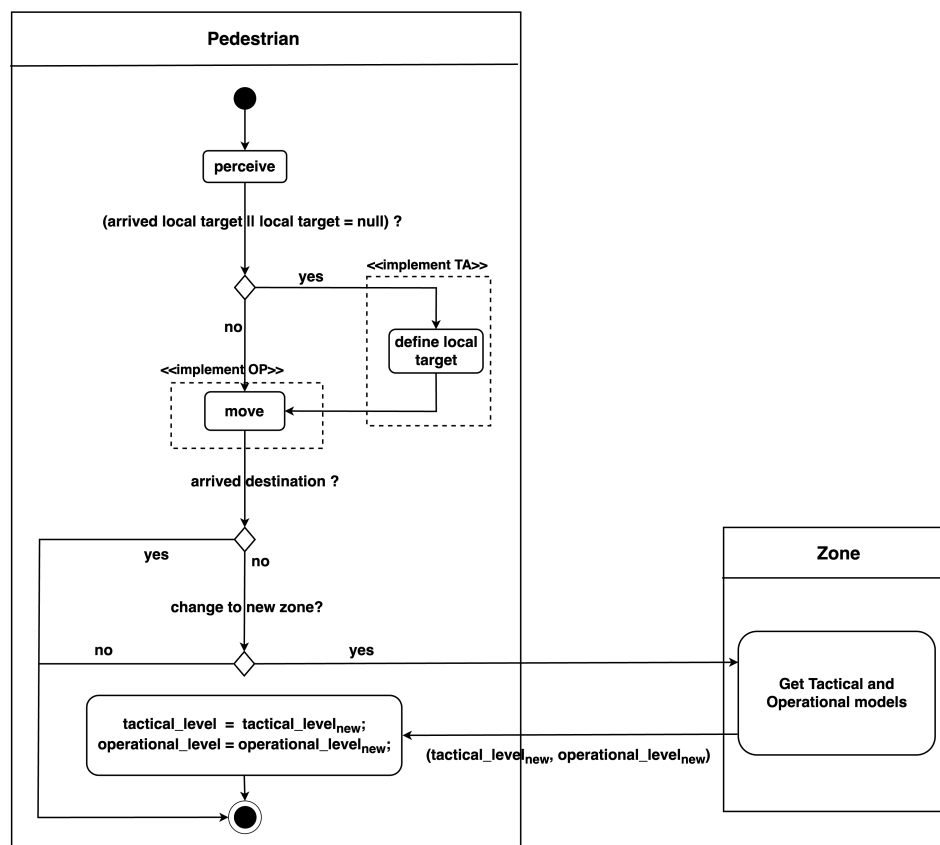 Pedestrian
perceive
(arrived local target || local target = null) ?
<<implement TA>>
yes
no
define local
target
<<implement OP>>
move
arrived destination ?
yes
no
Zone
change to new zone?
no
yes
Get Tactical and
Operational models
tactical_level = tactical_levelnew;
operational_level = operational_levelnew;
(tactical_levelnew, operational_levelnew)